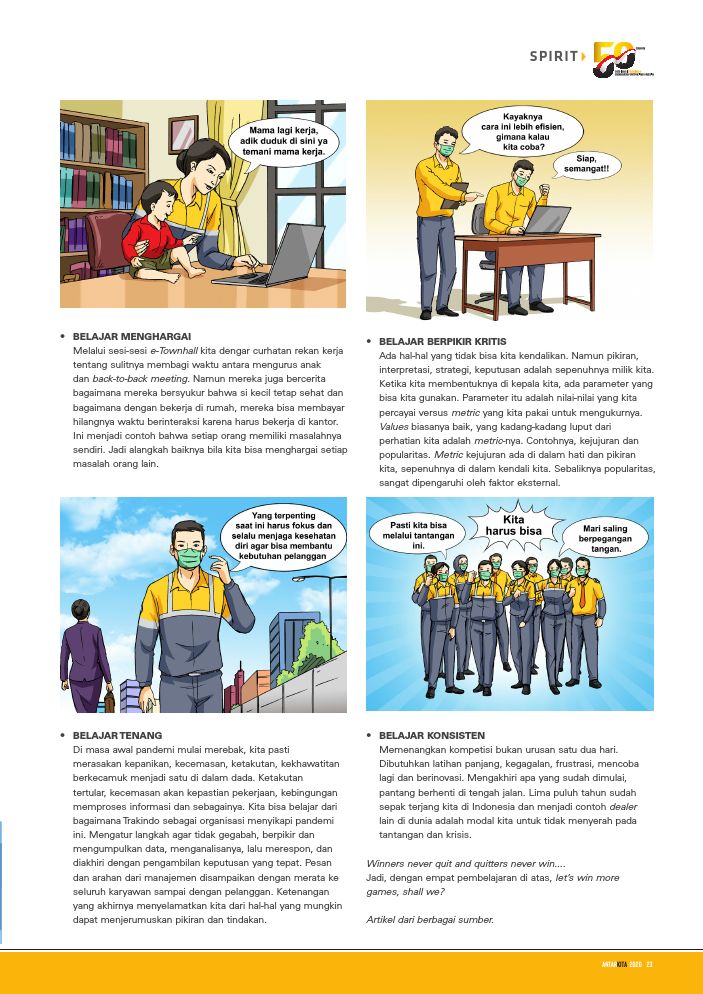 SPIRIT
50
Mama lagi kerja,
adik duduk di sini ya
temani mama kerja.
Kayaknya
cara ini lebih efisien,
gimana kalau
kita coba?
Siap,
semangat!!
• BELAJAR MENGHARGAI
Melalui sesi-sesi e-Townhall kita dengar curhatan rekan kerja
tentang sulitnya membagi waktu antara mengurus anak
dan back-to-back meeting. Namun mereka juga bercerita
bagaimana mereka bersyukur bahwa si kecil tetap sehat dan
bagaimana dengan bekerja di rumah, mereka bisa membayar
hilangnya waktu berinteraksi karena harus bekerja di kantor.
Ini menjadi contoh bahwa setiap orang memiliki masalahnya
sendiri. Jadi alangkah baiknya bila kita bisa menghargai setiap
masalah orang lain.
• BELAJAR BERPIKIR KRITIS
Ada hal-hal yang tidak bisa kita kendalikan. Namun pikiran,
interpretasi, strategi, keputusan adalah sepenuhnya milik kita.
Ketika kita membentuknya di kepala kita, ada parameter yang
bisa kita gunakan. Parameter itu adalah nilai-nilai yang kita
percayai versus metric yang kita pakai untuk mengukurnya.
Values biasanya baik, yang kadang-kadang luput dari
perhatian kita adalah metric-nya. Contohnya, kejujuran dan
popularitas. Metric kejujuran ada di dalam hati dan pikiran
kita, sepenuhnya di dalam kendali kita. Sebaliknya popularitas,
sangat dipengaruhi oleh faktor eksternal.
Yang terpenting
saat ini harus fokus dan
selalu menjaga kesehatan
diri agar bisa membantu
kebutuhan pelanggan
Pasti kita bisa
melalui tantangan
ini.
Kita
harus bisa
Mari saling
berpegangan
tangan.
• BELAJAR TENANG
Di masa awal pandemi mulai merebak, kita pasti
merasakan kepanikan, kecemasan, ketakutan, kekhawatitan
berkecamuk menjadi satu di dalam dada. Ketakutan
tertular, kecemasan akan kepastian pekerjaan, kebingungan
memproses informasi dan sebagainya. Kita bisa belajar dari
bagaimana Trakindo sebagai organisasi menyikapi pandemi
ini. Mengatur langkah agar tidak gegabah, berpikir dan
mengumpulkan data, menganalisanya, lalu merespon, dan
diakhiri dengan pengambilan keputusan yang tepat. Pesan
dan arahan dari manajemen disampaikan dengan merata ke
seluruh karyawan sampai dengan pelanggan. Ketenangan
yang akhirnya menyelamatkan kita dari hal-hal yang mungkin
dapat menjerumuskan pikiran dan tindakan.
• BELAJAR KONSISTEN
Memenangkan kompetisi bukan urusan satu dua hari.
Dibutuhkan latihan panjang, kegagalan, frustrasi, mencoba
lagi dan berinovasi. Mengakhiri apa yang sudah dimulai,
pantang berhenti di tengah jalan. Lima puluh tahun sudah
sepak terjang kita di Indonesia dan menjadi contoh dealer
lain di dunia adalah modal kita untuk tidak menyerah pada
tantangan dan krisis.
Winners never quit and quitters never win....
Jadi, dengan empat pembelajaran di atas, let's win more
games, shall we?
Artikel dari berbagai sumber.
ANTARKITA 2020 23